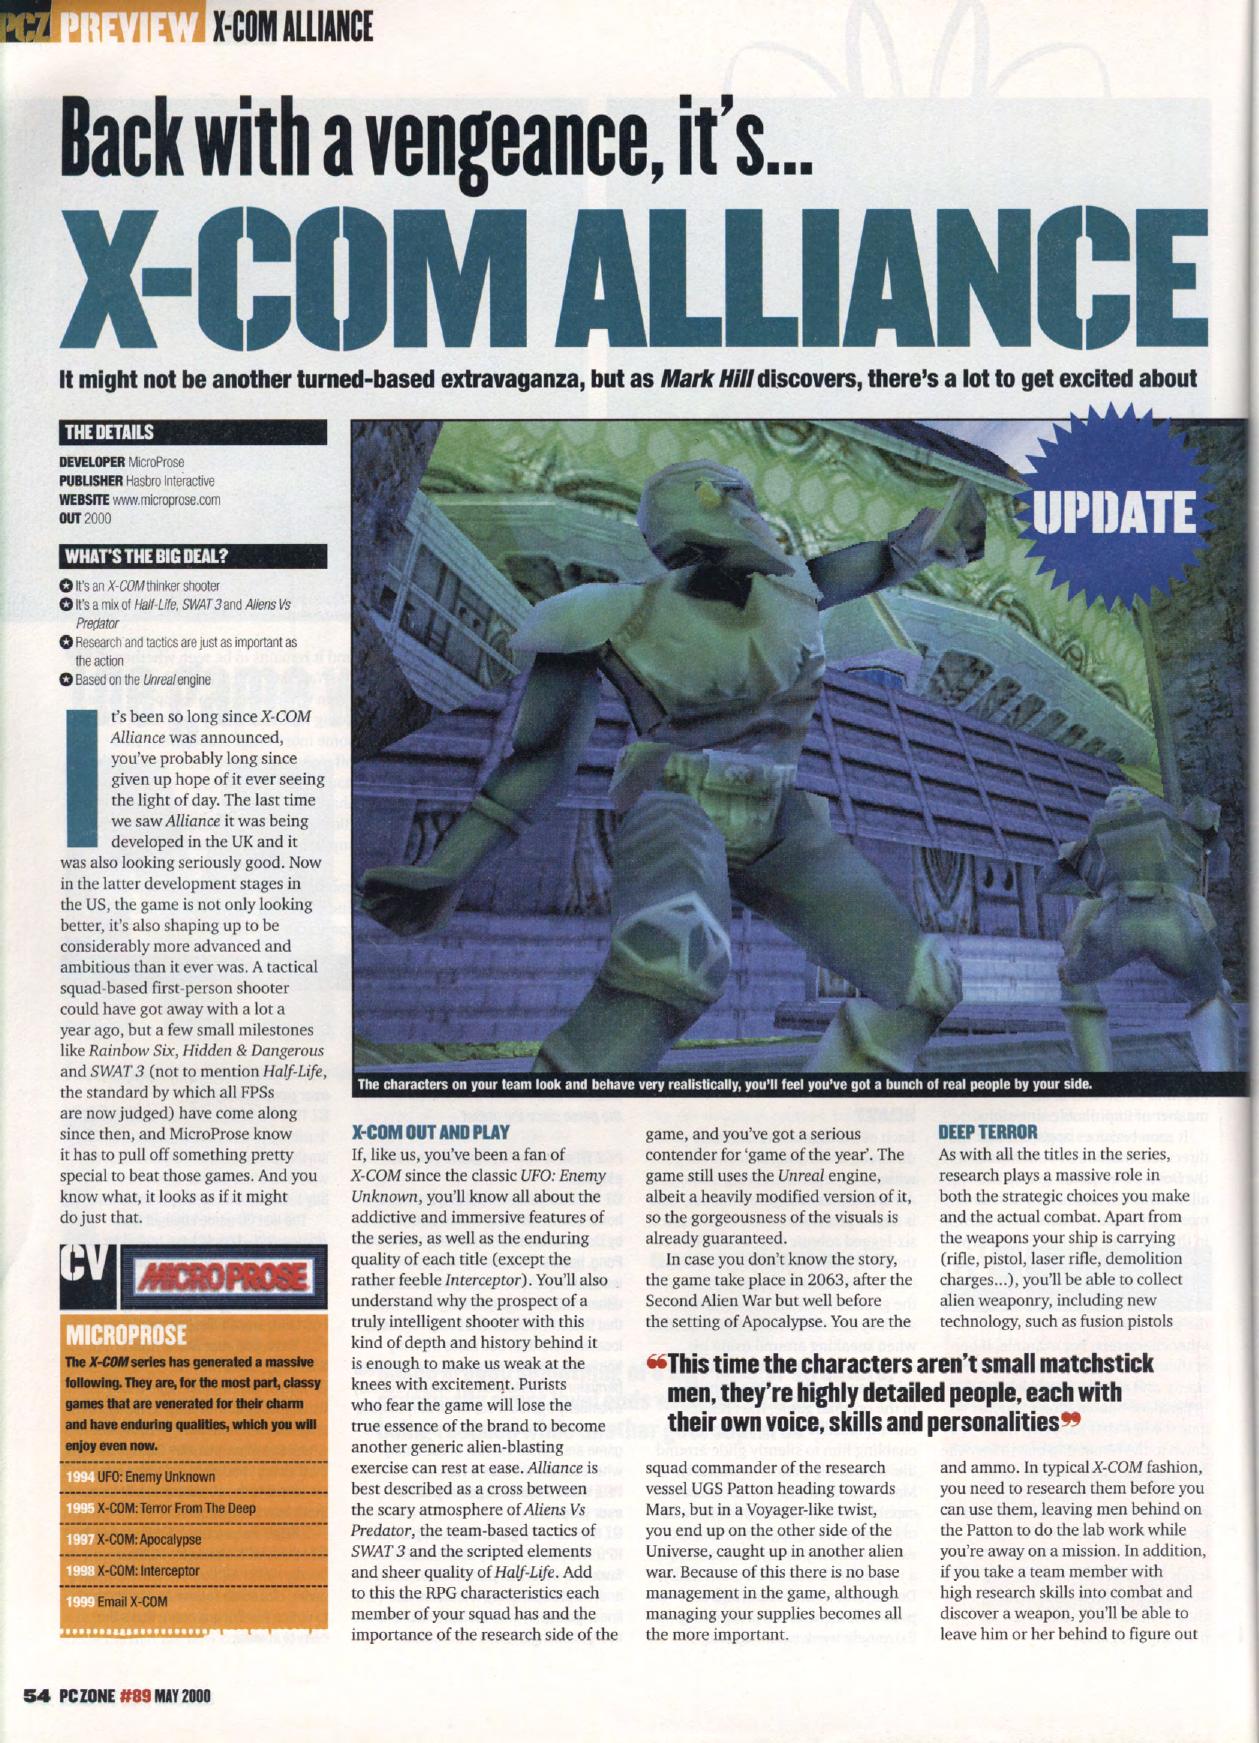 PCZ PREVIEW X-COM ALLIANCE
Back with a vengeance, it's...
X-COM ALLIANCE
It might not be another turned-based extravaganza, but as Mark Hill discovers, there's a lot to get excited about
THE DETAILS
DEVELOPER MicroProse
PUBLISHER Hasbro Interactive
WEBSITE www.microprose.com
OUT 2000
WHAT'S THE BIG DEAL?
It's an X-COM thinker shooter
It's a mix of Half-Life, SWAT 3 and Aliens Vs
Predator
Research and tactics are just as important as
the action
Based on the Unreal engine
It's been so long since X-COM
Alliance was announced,
you've probably long since
given up hope of it ever seeing
the light of day. The last time
we saw Alliance it was being
developed in the UK and it
was also looking seriously good. Now
in the latter development stages in
the US, the game is not only looking
better, it's also shaping up to be
considerably more advanced and
ambitious than it ever was. A tactical
squad-based first-person shooter
could have got away with a lot a
year ago, but a few small milestones
like Rainbow Six, Hidden & Dangerous
and SWAT 3 (not to mention Half-Life,
the standard by which all FPSs
are now judged) have come along
since then, and MicroProse know
it has to pull off something pretty
special to beat those games. And you
know what, it looks as if it might
do just that.
CV MICROPROSE
MICROPROSE
The X-COM series has generated a massive
following. They are, for the most part, classy
games that are venerated for their charm
and have enduring qualities, which you will
enjoy even now.
1994 UFO: Enemy Unknown
1995 X-COM: Terror From The Deep
1997 X-COM: Apocalypse
1998 X-COM: Interceptor
1999 Email X-COM
UPDATE
The characters on your team look and behave very realistically, you'll feel you've got a bunch of real people by your side.
X-COM OUT AND PLAY
If, like us, you've been a fan of
X-COM since the classic UFO: Enemy
Unknown, you'll know all about the
addictive and immersive features of
the series, as well as the enduring
quality of each title (except the
rather feeble Interceptor). You'll also
understand why the prospect of a
truly intelligent shooter with this
kind of depth and history behind it
is enough to make us weak at the
knees with excitement. Purists
who fear the game will lose the
true essence of the brand to become
another generic alien-blasting
exercise can rest at ease. Alliance is
best described as a cross between
the scary atmosphere of Aliens Vs
Predator, the team-based tactics of
SWAT 3 and the scripted elements
and sheer quality of Half-Life. Add
to this the RPG characteristics each
member of your squad has and the
importance of the research side of the
game, and you've got a serious
contender for 'game of the year'. The
game still uses the Unreal engine,
albeit a heavily modified version of it,
so the gorgeousness of the visuals is
already guaranteed.
In case you don't know the story,
the game take place in 2063, after the
Second Alien War but well before
the setting of Apocalypse. You are the
“This time the characters aren't small matchstick
men, they're highly detailed people, each with
their own voice, skills and personalities”
squad commander of the research
vessel UGS Patton heading towards
Mars, but in a Voyager-like twist,
you end up on the other side of the
Universe, caught up in another alien
war. Because of this there is no base
management in the game, although
managing your supplies becomes all
the more important.
DEEP TERROR
As with all the titles in the series,
research plays a massive role in
both the strategic choices you make
and the actual combat. Apart from
the weapons your ship is carrying
(rifle, pistol, laser rifle, demolition
charges...), you'll be able to collect
alien weaponry, including new
technology, such as fusion pistols
and ammo. In typical X-COM fashion,
you need to research them before you
can use them, leaving men behind on
the Patton to do the lab work while
you're away on a mission. In addition,
if you take a team member with
high research skills into combat and
discover a weapon, you'll be able to
leave him or her behind to figure out
54 PC ZONE #89 MAY 2000